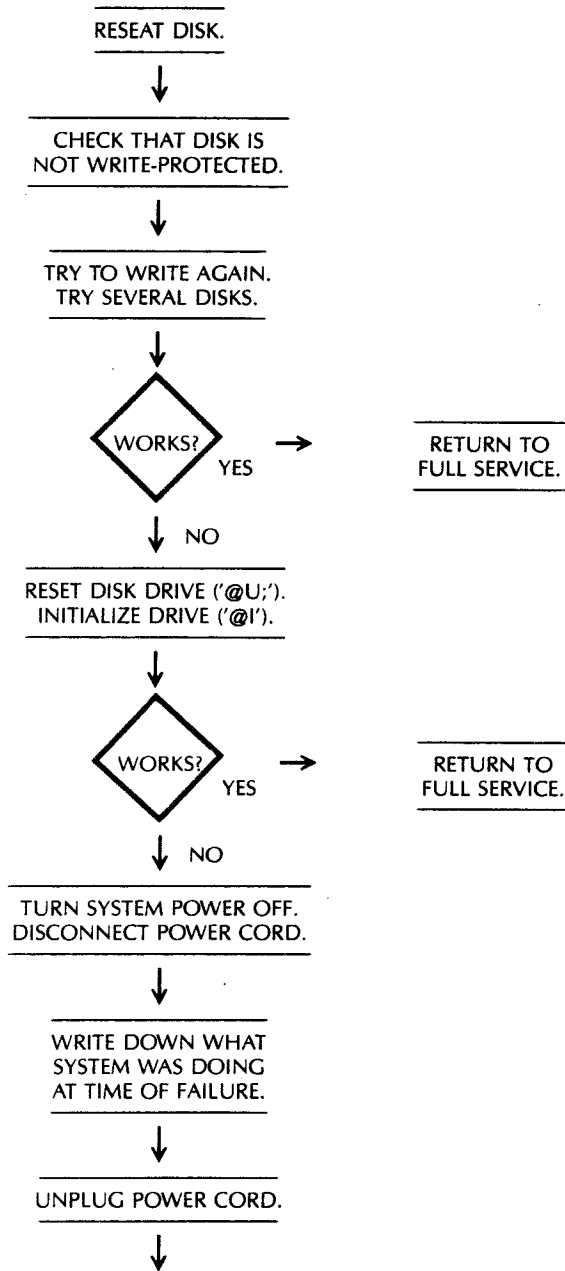 RESEAT DISK.
CHECK THAT DISK IS
NOT WRITE-PROTECTED.
TRY TO WRITE AGAIN.
TRY SEVERAL DISKS.
WORKS?
YES
RETURN TO
FULL SERVICE.
NO
RESET DISK DRIVE ('@U;').
INITIALIZE DRIVE ('@I').
WORKS?
YES
RETURN TO
FULL SERVICE.
NO
TURN SYSTEM POWER OFF.
DISCONNECT POWER CORD.
WRITE DOWN WHAT
SYSTEM WAS DOING
AT TIME OF FAILURE.
UNPLUG POWER CORD.